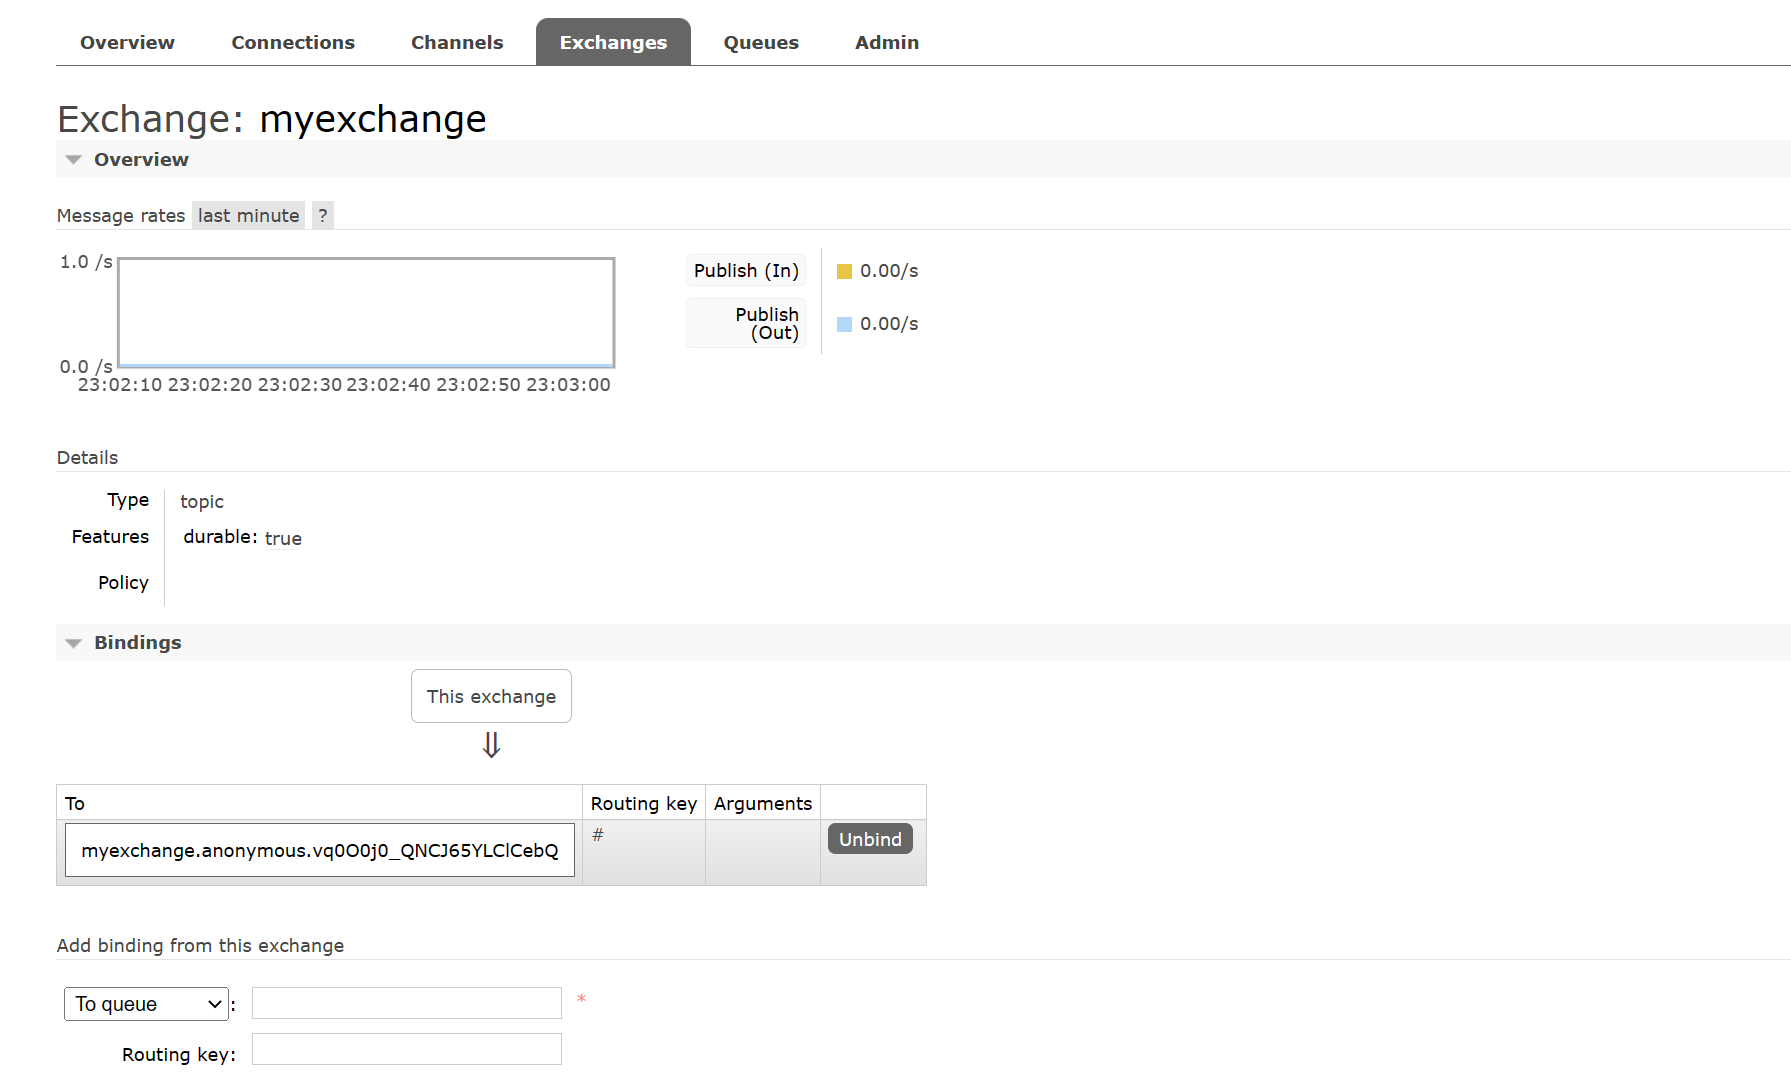 Overview Connections Channels Exchanges Queues Admin
Exchange: myexchange
Overview
Message rates last minute ?
1.0 /s
0.0 /s
23:02:10 23:02:20 23:02:30 23:02:40 23:02:50 23:03:00
Publish (In) 0.00/s
Publish
(Out) 0.00/s
Details
Type topic
Features durable: true
Policy
Bindings
This exchange
⇓
To Routing key Arguments
myexchange.anonymous.vq0O0j0_QNCJ65YLClCebQ # Unbind
Add binding from this exchange
To queue : *
Routing key: